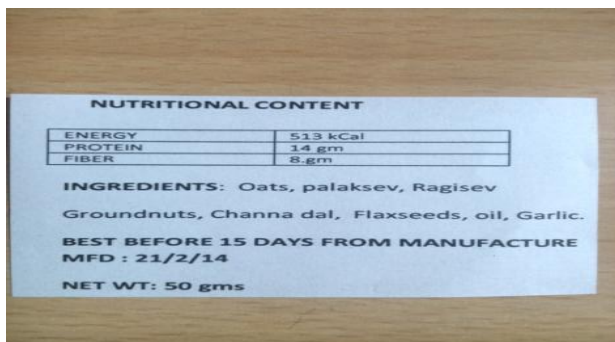 NUTRITIONAL CONTENT
ENERGY 513 kCal
PROTEIN 14 gm
FIBER 8.gm
INGREDIENTS: Oats, palaksev, Ragisev
Groundnuts, Channa dal, Flaxseeds, oil, Garlic.
BEST BEFORE 15 DAYS FROM MANUFACTURE
MFD : 21/2/14
NET WT: 50 gms